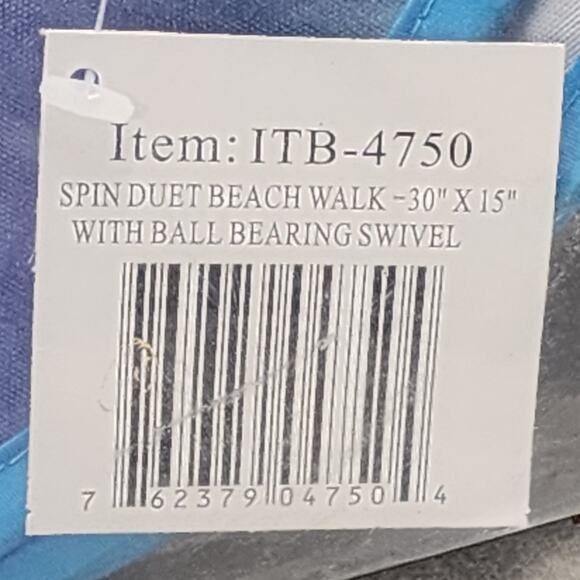 Item: ITB-4750
SPIN DUET BEACH WALK -30" X 15"
WITH BALL BEARING SWIVEL
7 62379 04750 4